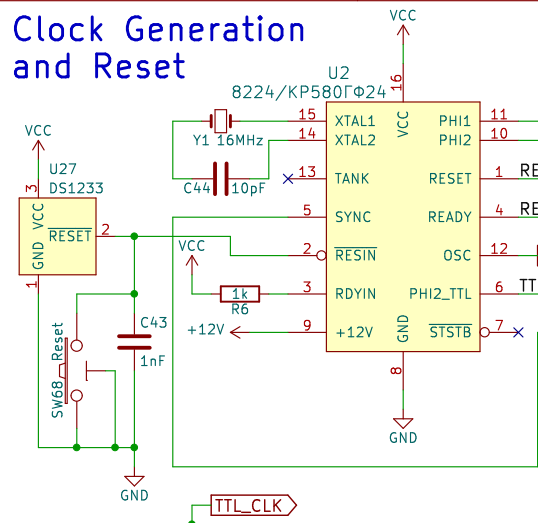 Clock Generation
and Reset
VCC
U2
8224/КР580ГФ24
16
VCC
15 XTAL1 PHI1 11
Y1 16MHz
14 XTAL2 PHI2 10
VCC
U27
DS1233
3
VCC
C44 10pF
13 TANK RESET 1 RE
5 SYNC READY 4 RE
RESET 2
GND
1
VCC
2 RESIN OSC 12
1k
R6
3 RDYIN PHI2_TTL 6 TT
+12V
9 +12V STSTB 7
GND
8
C43
1nF
SW68 Reset
GND
GND
TTL_CLK